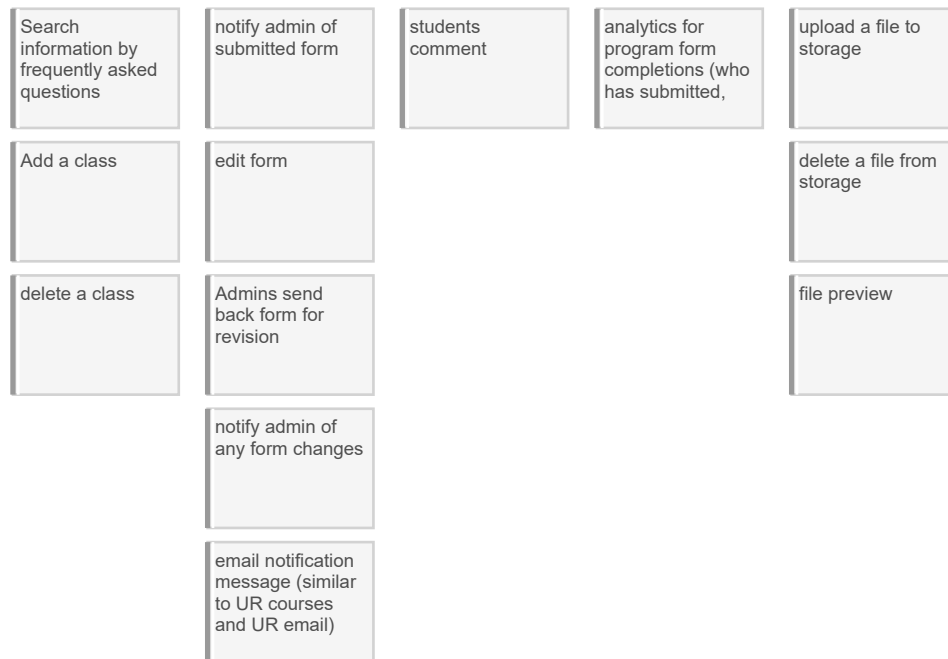 Search
information by
frequently asked
questions
notify admin of
submitted form
students
comment
analytics for
program form
completions (who
has submitted,
upload a file to
storage
Add a class
edit form
delete a file from
storage
delete a class
Admins send
back form for
revision
file preview
notify admin of
any form changes
email notification
message (similar
to UR courses
and UR email)